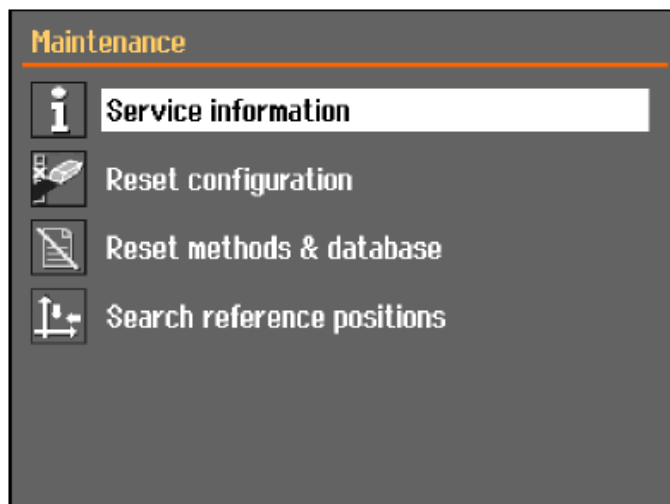 Maintenance
Service information
Reset configuration
Reset methods & database
Search reference positions